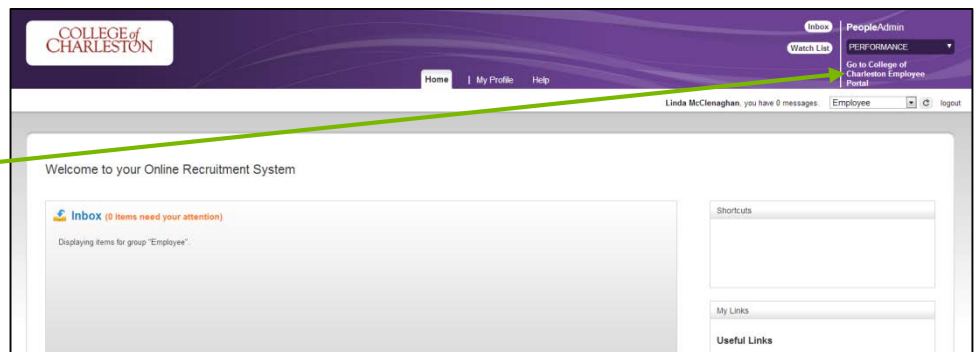 COLLEGE of
CHARLESTON
Inbox
PeopleAdmin
Watch List
PERFORMANCE
Go to College of
Charleston Employee
Portal
Home | My Profile Help
Linda McClenaghan, you have 0 messages. Employee logout
Welcome to your Online Recruitment System
Inbox (0 items need your attention)
Displaying items for group "Employee".
Shortcuts
My Links
Useful Links